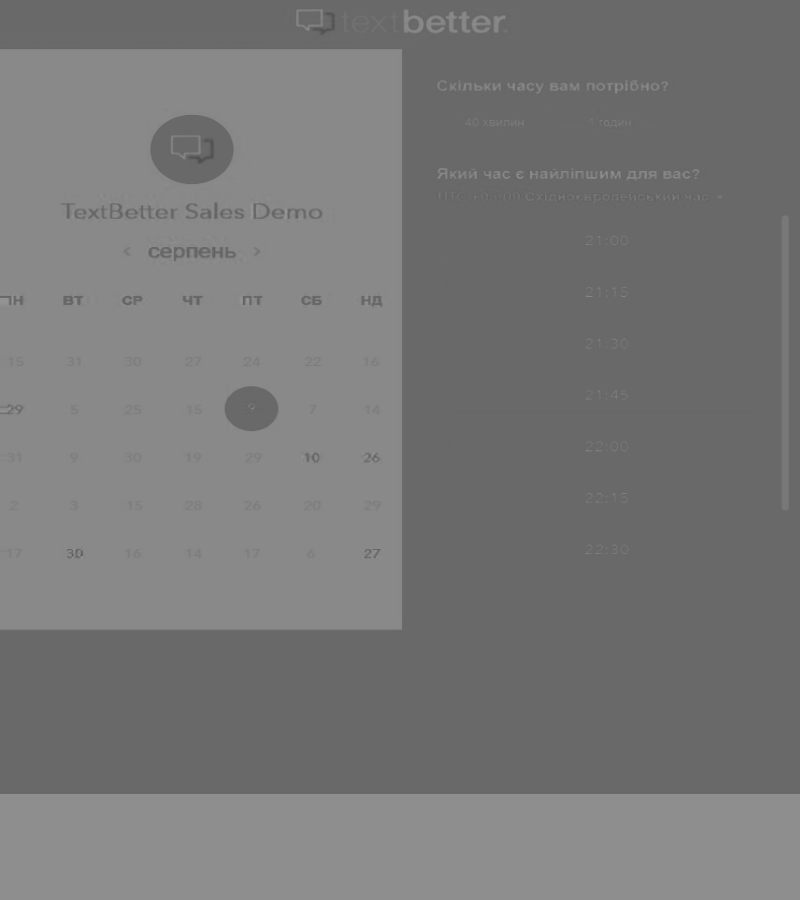 textbetter
TextBetter Sales Demo
< серпень >
ПН ВТ СР ЧТ ПТ СБ НД
15 31 30 27 24 22 16
29 5 25 15 9 7 14
31 9 30 19 29 10 26
2 3 15 28 26 20 29
17 30 16 14 17 6 27
Скільки часу вам потрібно?
40 хвилин 1 годин
Який час є найліпшим для вас?
Східноєвропейський час
21:00
21:15
21:30
21:45
22:00
22:15
22:30